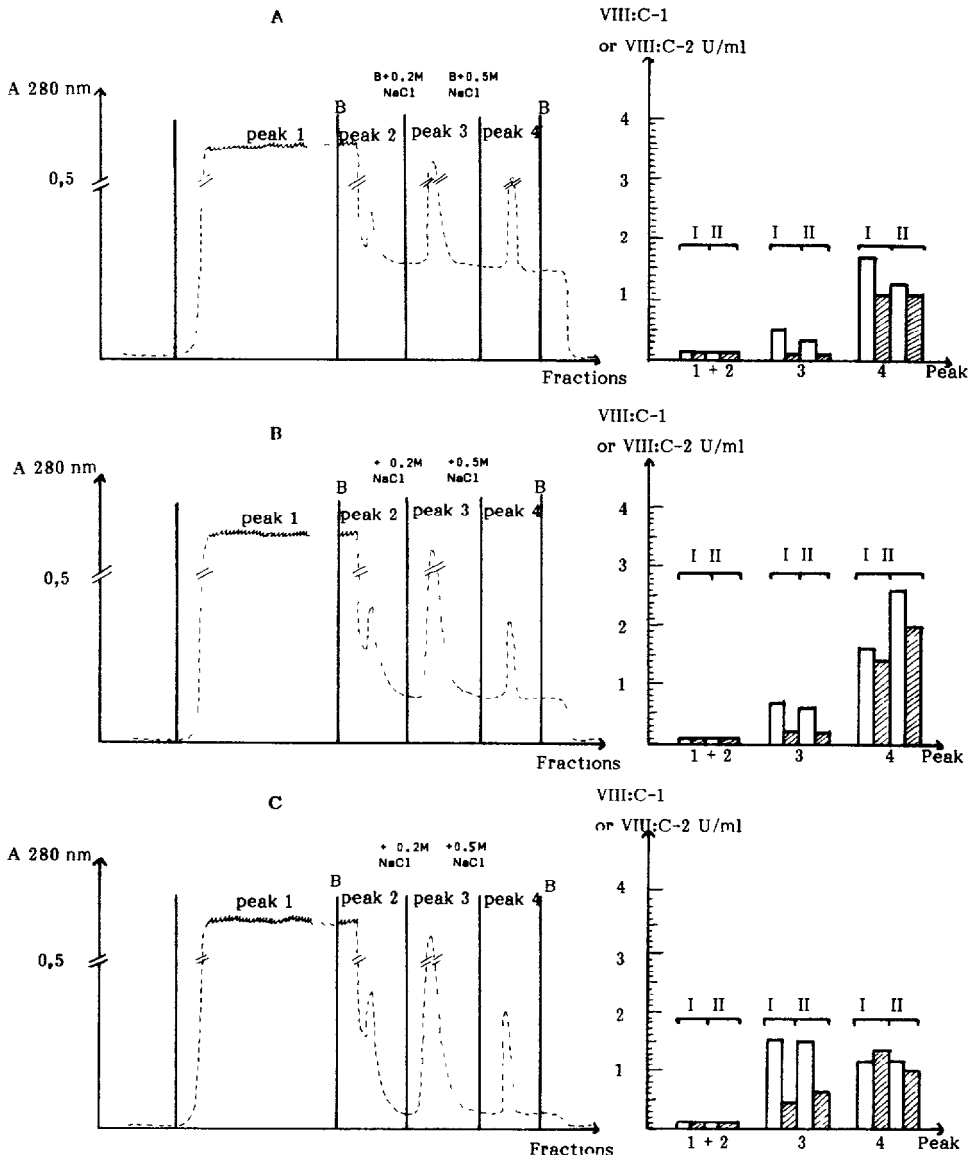 A
A 280 nm
B+0.2M B+0.5M
NaCl NaCl
B B
peak 1 peak 2 peak 3 peak 4
0,5
Fractions
VIII:C-1
or VIII:C-2 U/ml
4
3
2
1
I II I II I II
1 + 2 3 4 Peak
B
A 280 nm
+ 0.2M +0.5M
NaCl NaCl
B B
peak 1 peak 2 peak 3 peak 4
0,5
Fractions
VIII:C-1
or VIII:C-2 U/ml
4
3
2
1
I II I II I II
1 + 2 3 4 Peak
C
A 280 nm
+ 0.2M +0.5M
NaCl NaCl
B B
peak 1 peak 2 peak 3 peak 4
0,5
Fractions
VIII:C-1
or VIII:C-2 U/ml
4
3
2
1
I II I II I II
1 + 2 3 4 Peak